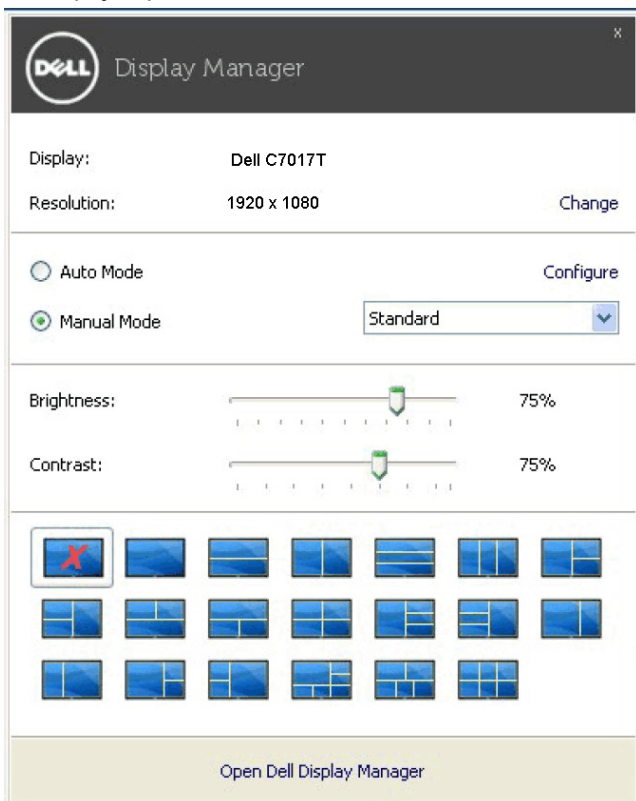 DELL Display Manager
x
Display: Dell C7017T
Resolution: 1920 x 1080 Change
Auto Mode Configure
Manual Mode Standard
Brightness: 75%
Contrast: 75%
Open Dell Display Manager